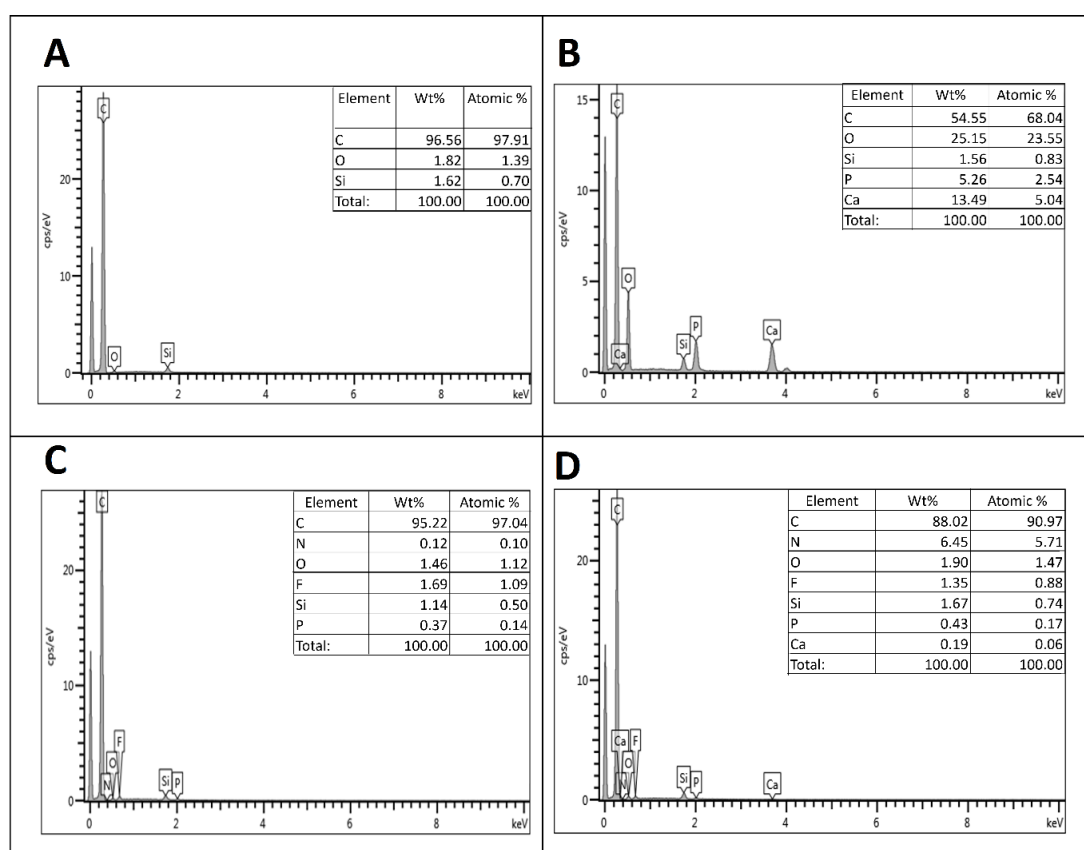 A
Element Wt% Atomic %
C 96.56 97.91
O 1.82 1.39
Si 1.62 0.70
Total: 100.00 100.00
C
O
Si
20
10
0
cps/eV
0 2 4 6 8 keV
B
Element Wt% Atomic %
C 54.55 68.04
O 25.15 23.55
Si 1.56 0.83
P 5.26 2.54
Ca 13.49 5.04
Total: 100.00 100.00
C
O
Ca
Si
P
Ca
15
10
5
0
cps/eV
0 2 4 6 8 keV
C
Element Wt% Atomic %
C 95.22 97.04
N 0.12 0.10
O 1.46 1.12
F 1.69 1.09
Si 1.14 0.50
P 0.37 0.14
Total: 100.00 100.00
C
N
O
F
Si
P
20
10
0
cps/eV
0 2 4 6 8 keV
D
Element Wt% Atomic %
C 88.02 90.97
N 6.45 5.71
O 1.90 1.47
F 1.35 0.88
Si 1.67 0.74
P 0.43 0.17
Ca 0.19 0.06
Total: 100.00 100.00
C
Ca
N
O
F
Si
P
Ca
20
10
0
cps/eV
0 2 4 6 8 keV